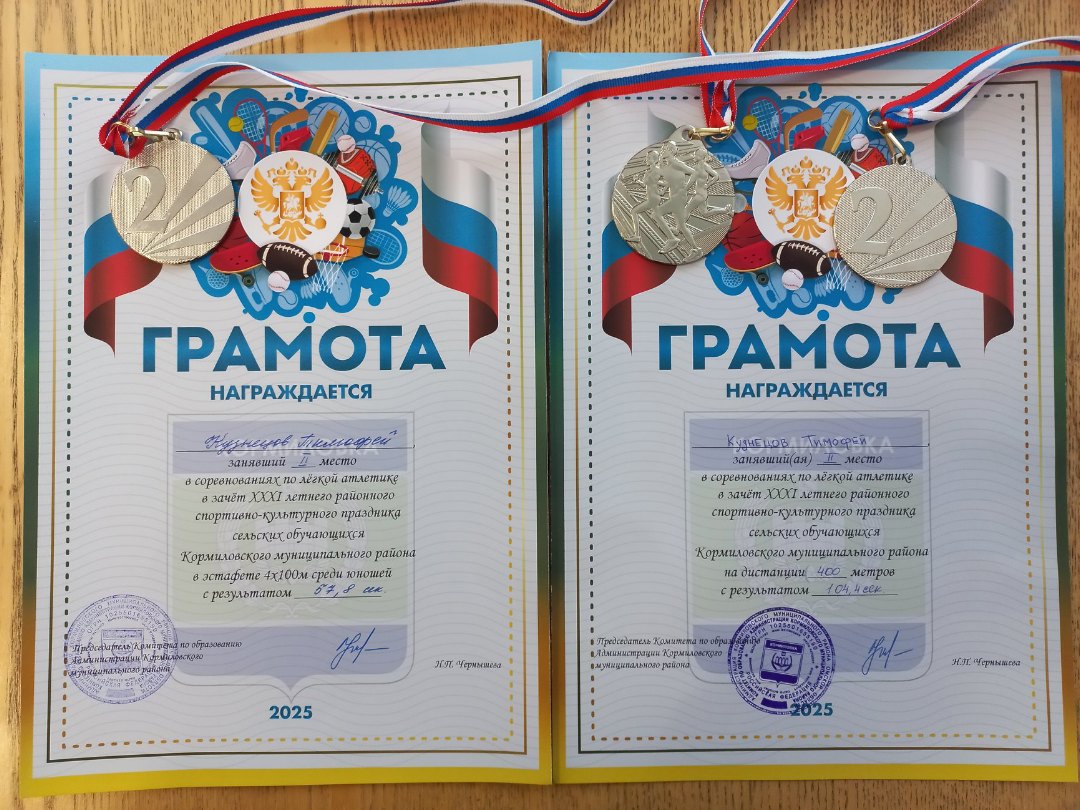 2
ГРАМОТА
НАГРАЖДАЕТСЯ
Кузнецов Тимофей
занявший II место
в соревнованиях по лёгкой атлетике
в зачёт XXXI летнего районного
спортивно-культурного праздника
сельских обучающихся
Кормиловского муниципального района
в эстафете 4х100м среди юношей
с результатом 57,8 сек.
Председатель Комитета по образованию
Администрации Кормиловского
муниципального района
Н.П. Чернышева
2025
2
ГРАМОТА
НАГРАЖДАЕТСЯ
Кузнецов Тимофей
занявший(ая) II место
в соревнованиях по лёгкой атлетике
в зачёт XXXI летнего районного
спортивно-культурного праздника
сельских обучающихся
Кормиловского муниципального района
на дистанции 400 метров
с результатом 1.04,4 сек.
Председатель Комитета по образованию
Администрации Кормиловского
муниципального района
Н.П. Чернышева
2025